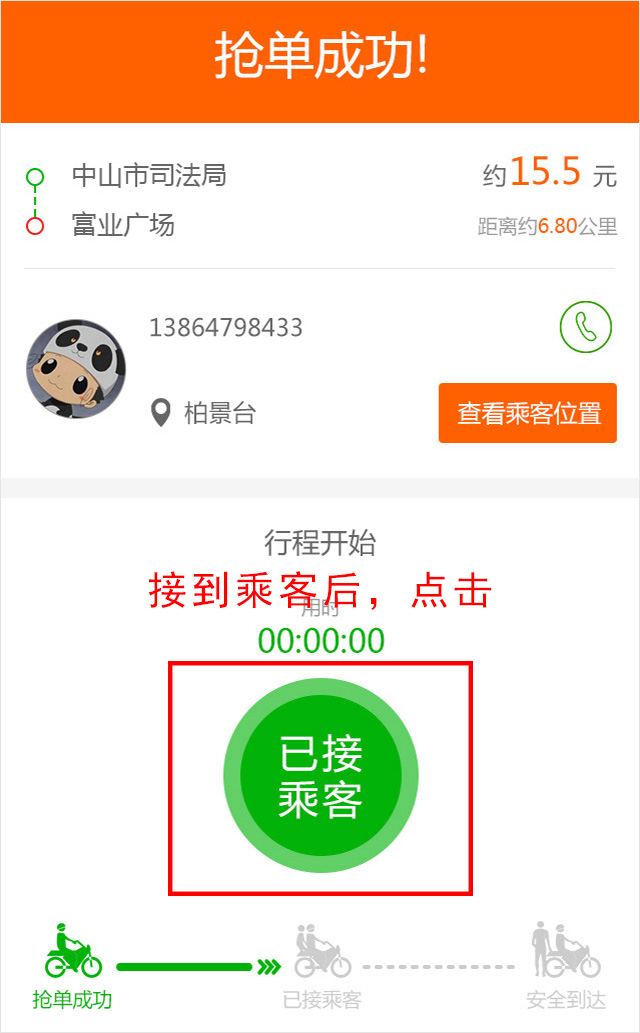 抢单成功!
中山市司法局
约15.5 元
富业广场
距离约6.80公里
13864798433
柏景台
查看乘客位置
行程开始
接到乘客后，点击
用时
00:00:00
已接
乘客
抢单成功
已接乘客
安全到达